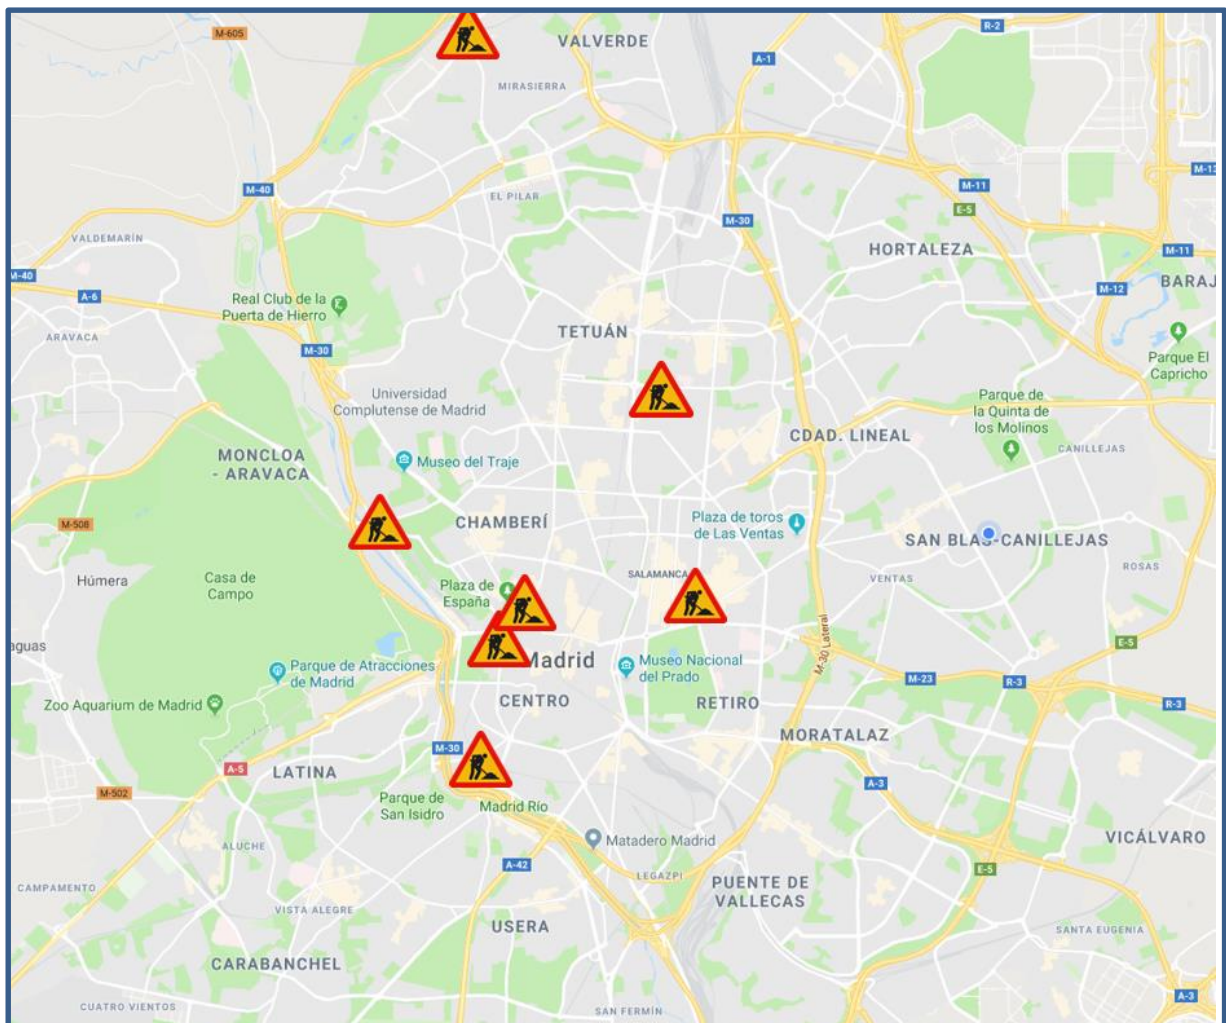 M-605
R-2
VALVERDE
A-1
MIRASIERRA
M-11
M-40
EL PILAR
E-5
M-30
VALDEMARÍN
HORTALEZA
M-11
M-40
A-6
M-12
BARAJ
Real Club de la
Puerta de Hierro
TETUÁN
ARAVACA
M-30
Parque El
Capricho
Universidad
Complutense de Madrid
Parque de
la Quinta de
los Molinos
CDAD. LINEAL
CANILLEJAS
MONCLOA
- ARAVACA
Museo del Traje
M-508
CHAMBERÍ
Plaza de toros
de Las Ventas
SAN BLAS-CANILLEJAS
Húmera
Casa de
Campo
Plaza de
España
SALAMANCA
VENTAS
ROSAS
aguas
M-30 Lateral
E-5
Parque de Atracciones
de Madrid
Madrid
Museo Nacional
del Prado
M-23
R-3
R-3
Zoo Aquarium de Madrid
CENTRO
RETIRO
MORATALAZ
M-30
A-5
LATINA
A-3
M-502
Parque de
San Isidro
Madrid Río
Matadero Madrid
VICÁLVARO
ALUCHE
A-42
LEGAZPI
E-5
CAMPAMENTO
PUENTE DE
VALLECAS
VISTA ALEGRE
USERA
SANTA EUGENIA
CARABANCHEL
A-3
CUATRO VIENTOS
SAN FERMÍN